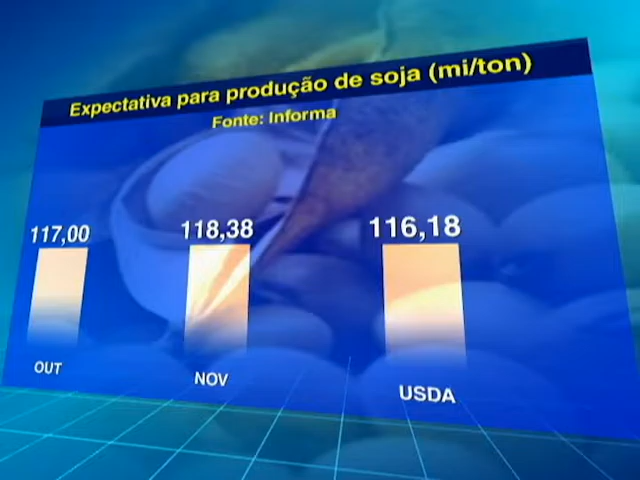 Expectativa para produção de soja (mi/ton)
Fonte: Informa
117,00
118,38
116,18
OUT
NOV
USDA